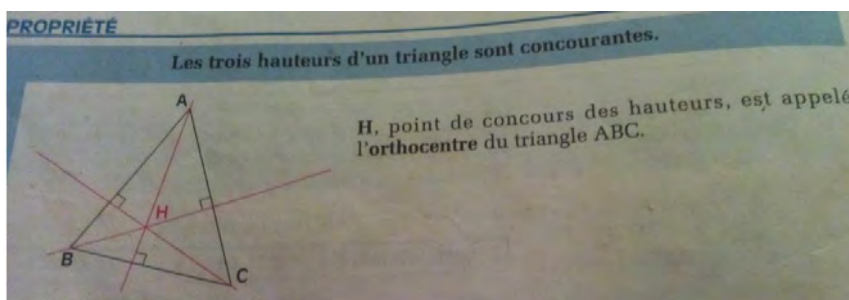 PROPRIÉTÉ
Les trois hauteurs d'un triangle sont concourantes.
A
H, point de concours des hauteurs, est appelé
l'orthocentre du triangle ABC.
H
B
C